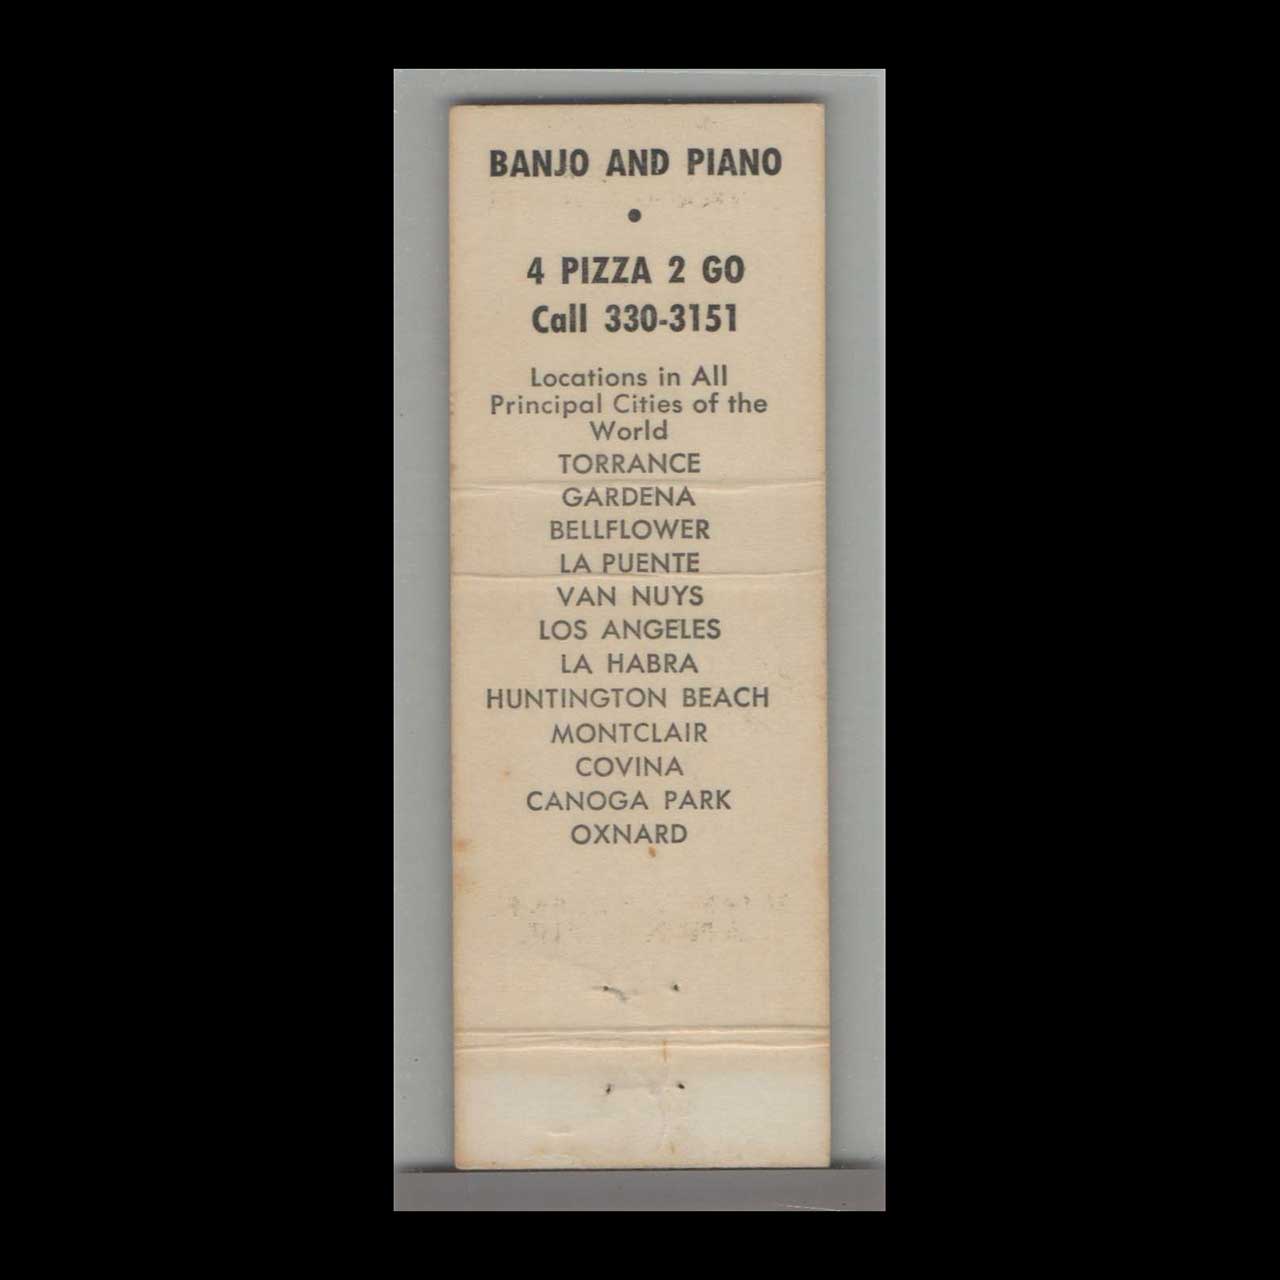 BANJO AND PIANO
•
4 PIZZA 2 GO
Call 330-3151
Locations in All
Principal Cities of the
World
TORRANCE
GARDENA
BELLFLOWER
LA PUENTE
VAN NUYS
LOS ANGELES
LA HABRA
HUNTINGTON BEACH
MONTCLAIR
COVINA
CANOGA PARK
OXNARD